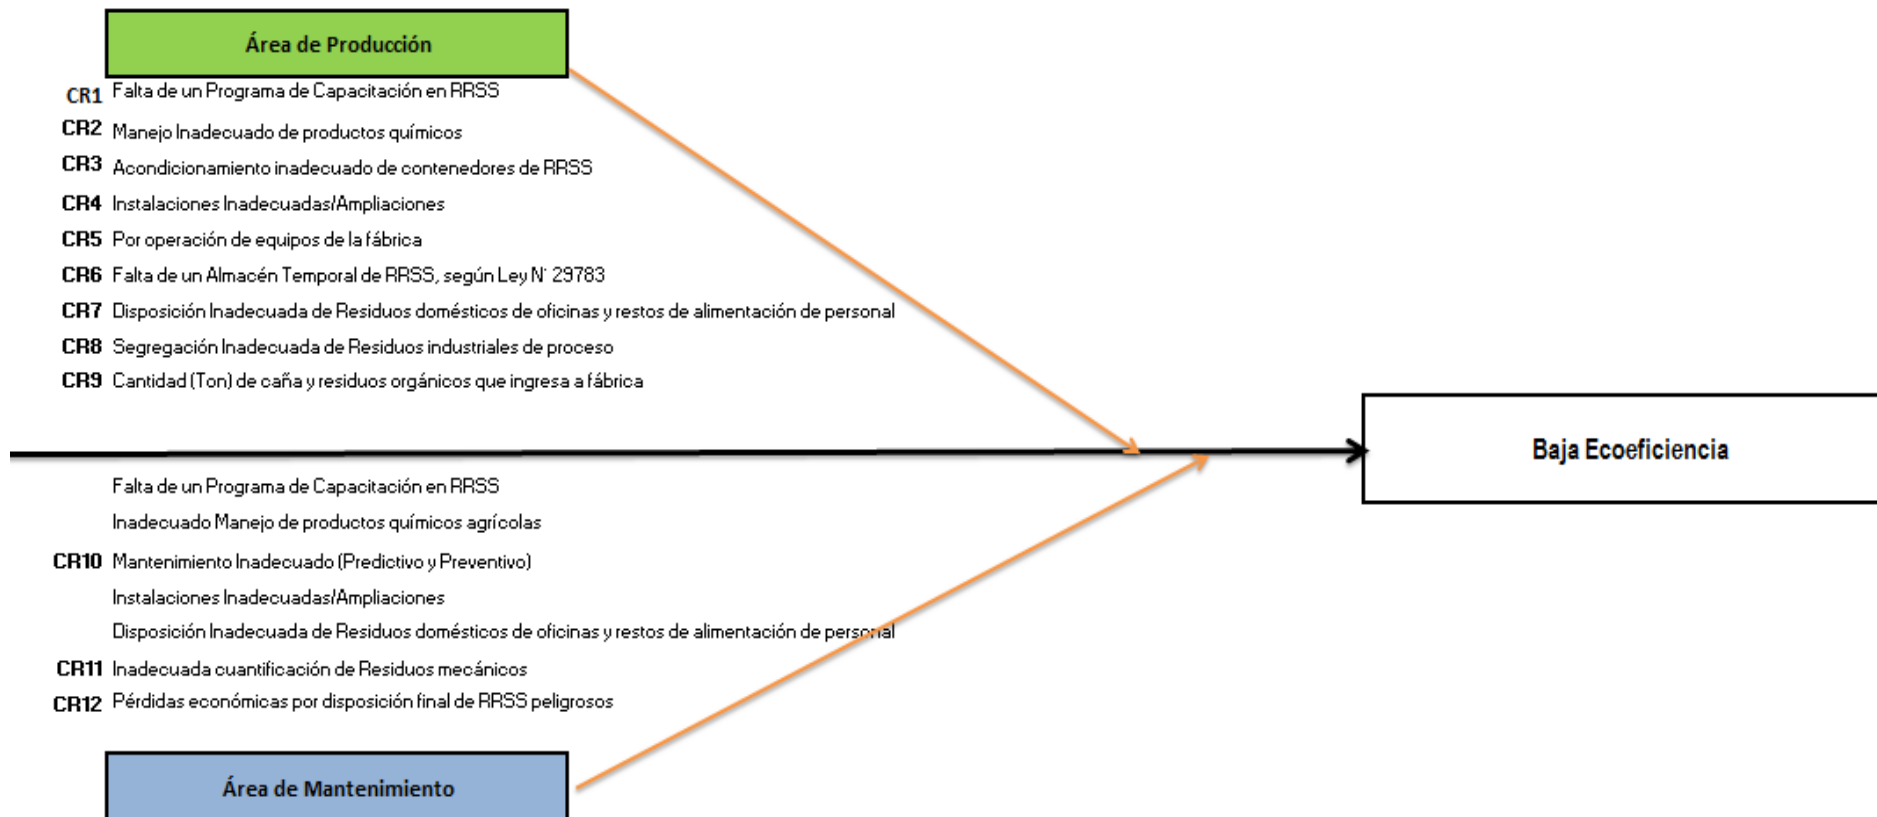 Área de Producción
CR1 Falta de un Programa de Capacitación en RRSS
CR2 Manejo Inadecuado de productos químicos
CR3 Acondicionamiento inadecuado de contenedores de RRSS
CR4 Instalaciones Inadecuadas/Ampliaciones
CR5 Por operación de equipos de la fábrica
CR6 Falta de un Almacén Temporal de RRSS, según Ley N° 29783
CR7 Disposición Inadecuada de Residuos domésticos de oficinas y restos de alimentación de personal
CR8 Segregación Inadecuada de Residuos industriales de proceso
CR9 Cantidad (Ton) de caña y residuos orgánicos que ingresa a fábrica
Baja Ecoeficiencia
Falta de un Programa de Capacitación en RRSS
Inadecuado Manejo de productos químicos agrícolas
CR10 Mantenimiento Inadecuado (Predictivo y Preventivo)
Instalaciones Inadecuadas/Ampliaciones
Disposición Inadecuada de Residuos domésticos de oficinas y restos de alimentación de personal
CR11 Inadecuada cuantificación de Residuos mecánicos
CR12 Pérdidas económicas por disposición final de RRSS peligrosos
Área de Mantenimiento